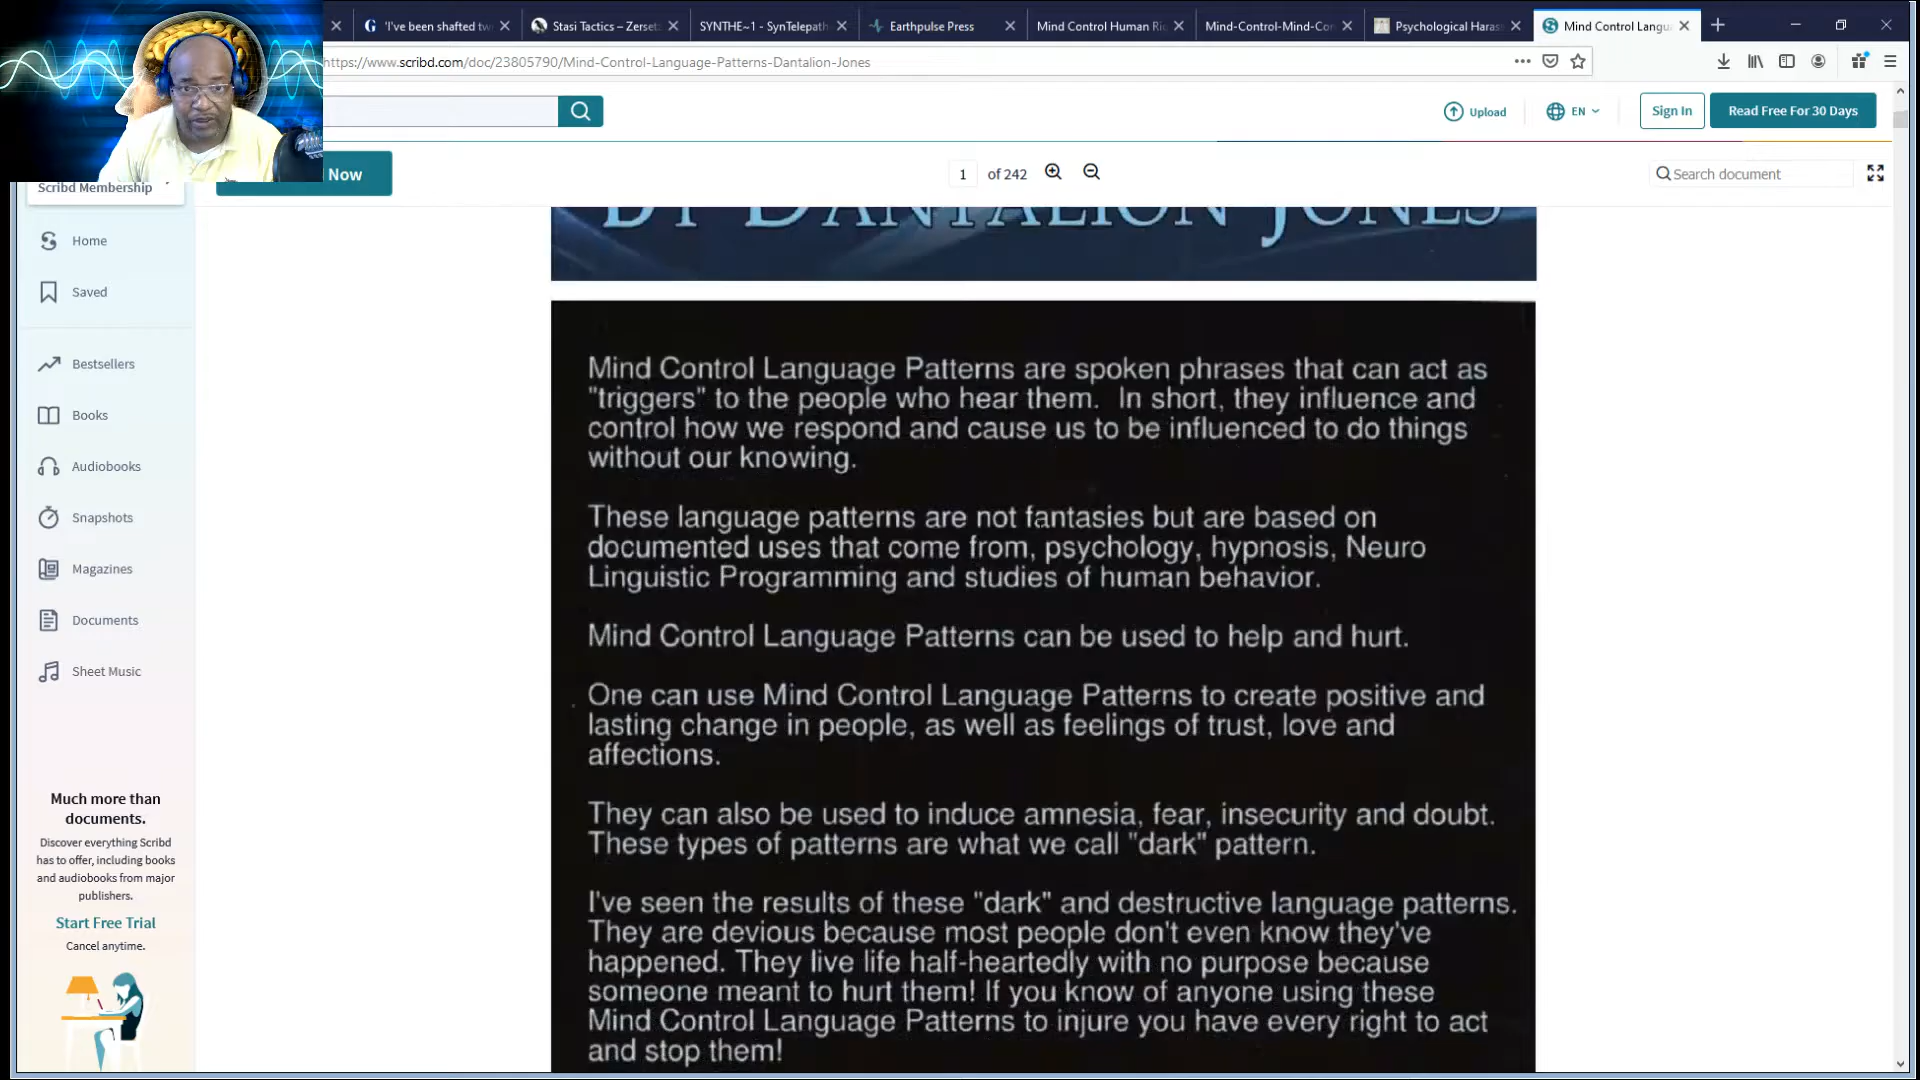 'I've been shafted tw
Stasi Tactics – Zerset
SYNTHE~1 - SynTelepath
Earthpulse Press
Mind Control Human Ri
Mind-Control-Mind-Co
Psychological Harass
Mind Control Langu
https://www.scribd.com/doc/23805790/Mind-Control-Language-Patterns-Dantalion-Jones
Upload
EN
Sign In
Read Free For 30 Days
Now
1 of 242
Search document
Scribd Membership
Home
Saved
Bestsellers
Books
Audiobooks
Snapshots
Magazines
Documents
Sheet Music
Much more than
documents.
Discover everything Scribd
has to offer, including books
and audiobooks from major
publishers.
Start Free Trial
Cancel anytime.
BY DANTALION JONES
Mind Control Language Patterns are spoken phrases that can act as
"triggers" to the people who hear them. In short, they influence and
control how we respond and cause us to be influenced to do things
without our knowing.
These language patterns are not fantasies but are based on
documented uses that come from, psychology, hypnosis, Neuro
Linguistic Programming and studies of human behavior.
Mind Control Language Patterns can be used to help and hurt.
One can use Mind Control Language Patterns to create positive and
lasting change in people, as well as feelings of trust, love and
affections.
They can also be used to induce amnesia, fear, insecurity and doubt.
These types of patterns are what we call "dark" pattern.
I've seen the results of these "dark" and destructive language patterns.
They are devious because most people don't even know they've
happened. They live life half-heartedly with no purpose because
someone meant to hurt them! If you know of anyone using these
Mind Control Language Patterns to injure you have every right to act
and stop them!